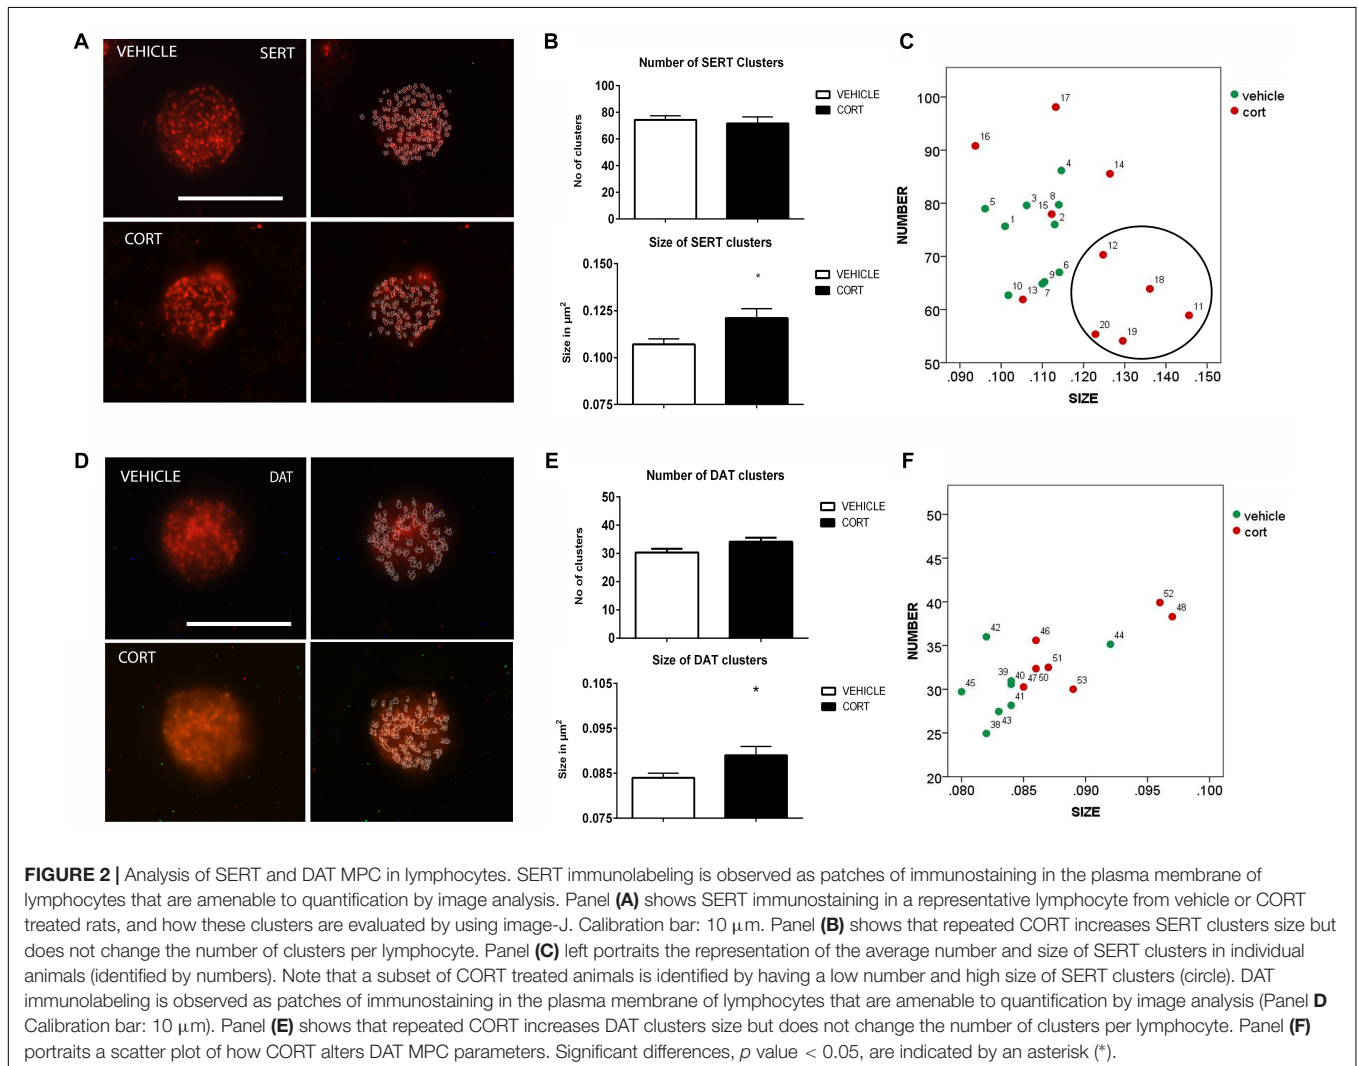 A
VEHICLE SERT
CORT
B
Number of SERT Clusters
100
80
60
40
20
0
No of clusters
VEHICLE
CORT
Size of SERT clusters
0.150
0.125
0.100
0.075
Size in µm²
*
VEHICLE
CORT
C
100
90
80
70
60
50
NUMBER
17
16
4
14
5
3
8
15
1
2
12
6
18
9
10
13
7
11
20
19
.090 .100 .110 .120 .130 .140 .150
SIZE
vehicle
cort
D
VEHICLE DAT
CORT
E
Number of DAT clusters
50
40
30
20
10
0
No of clusters
VEHICLE
CORT
Size of DAT clusters
0.105
0.095
0.085
0.075
Size in µm²
*
VEHICLE
CORT
F
50
45
40
35
30
25
20
NUMBER
52
48
42
46
44
51
39
40
47
50
45
53
41
43
38
.080 .085 .090 .095 .100
SIZE
vehicle
cort
FIGURE 2 | Analysis of SERT and DAT MPC in lymphocytes. SERT immunolabeling is observed as patches of immunostaining in the plasma membrane of
lymphocytes that are amenable to quantification by image analysis. Panel (A) shows SERT immunostaining in a representative lymphocyte from vehicle or CORT
treated rats, and how these clusters are evaluated by using image-J. Calibration bar: 10 µm. Panel (B) shows that repeated CORT increases SERT clusters size but
does not change the number of clusters per lymphocyte. Panel (C) left portraits the representation of the average number and size of SERT clusters in individual
animals (identified by numbers). Note that a subset of CORT treated animals is identified by having a low number and high size of SERT clusters (circle). DAT
immunolabeling is observed as patches of immunostaining in the plasma membrane of lymphocytes that are amenable to quantification by image analysis (Panel D
Calibration bar: 10 µm). Panel (E) shows that repeated CORT increases DAT clusters size but does not change the number of clusters per lymphocyte. Panel (F)
portraits a scatter plot of how CORT alters DAT MPC parameters. Significant differences, p value < 0.05, are indicated by an asterisk (*).